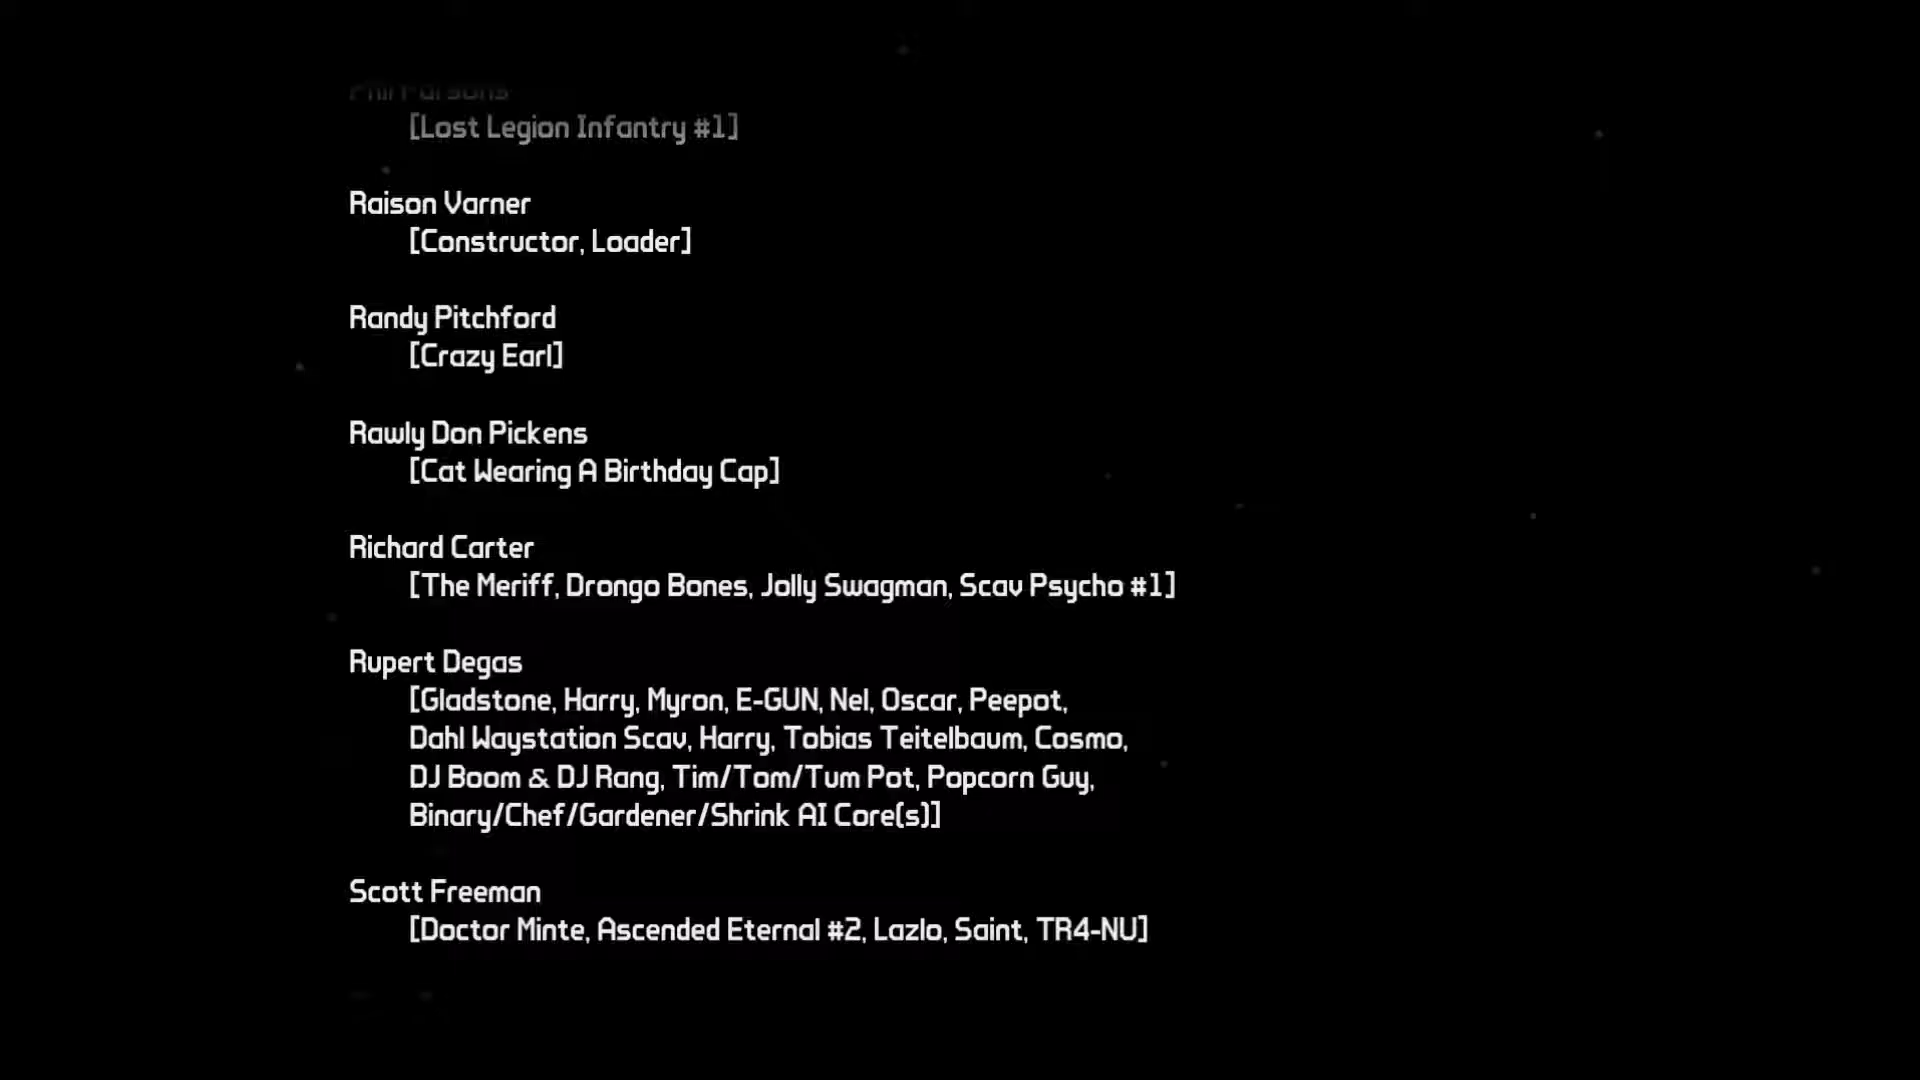 Phil Parsons
[Lost Legion Infantry #1]
Raison Varner
[Constructor, Loader]
Randy Pitchford
[Crazy Earl]
Rawly Don Pickens
[Cat Wearing A Birthday Cap]
Richard Carter
[The Meriff, Drongo Bones, Jolly Swagman, Scav Psycho #1]
Rupert Degas
[Gladstone, Harry, Myron, E-GUN, Nel, Oscar, Peepot,
Dahl Waystation Scav, Harry, Tobias Teitelbaum, Cosmo,
DJ Boom & DJ Rang, Tim/Tom/Tum Pot, Popcorn Guy,
Binary/Chef/Gardener/Shrink AI Core(s)]
Scott Freeman
[Doctor Minte, Ascended Eternal #2, Lazlo, Saint, TR4-NU]